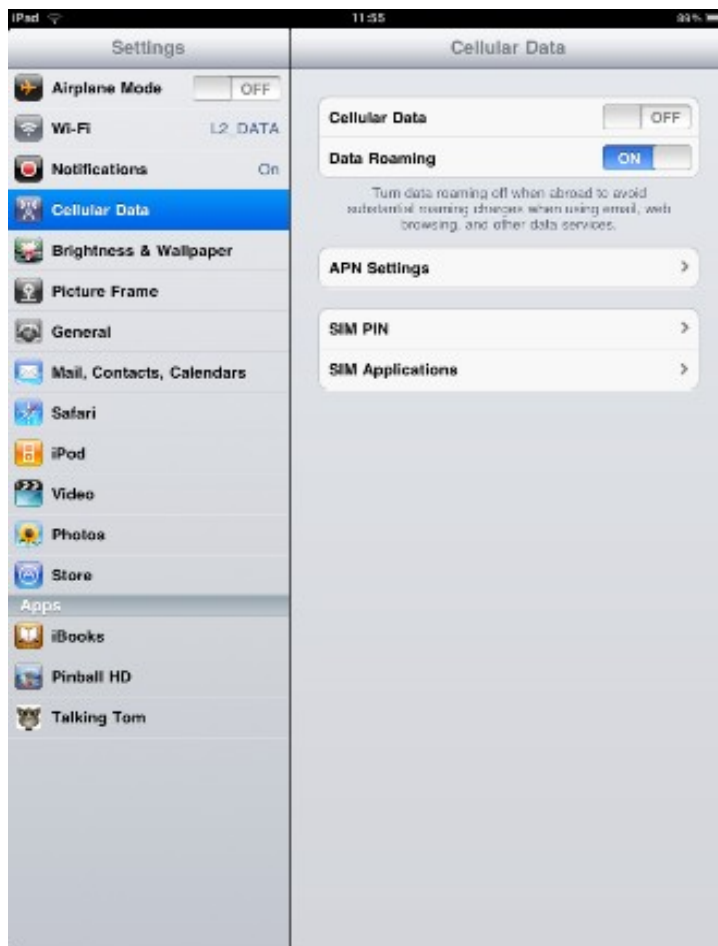 iPad 11:55 99%
Settings
Airplane Mode OFF
Wi-Fi L2_DATA
Notifications On
Cellular Data
Brightness & Wallpaper
Picture Frame
General
Mail, Contacts, Calendars
Safari
iPod
Video
Photos
Store
Apps
iBooks
Pinball HD
Talking Tom
Cellular Data
Cellular Data OFF
Data Roaming ON
Turn data roaming off when abroad to avoid
substantial roaming charges when using email, web
browsing, and other data services.
APN Settings
SIM PIN
SIM Applications